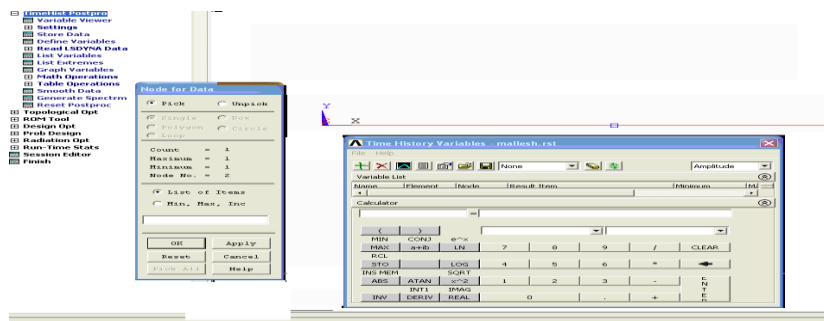 TimeHist Postpro
Variable Viewer
Settings
Store Data
Define Variables
Read LSDYNA Data
List Variables
List Extremes
Graph Variables
Math Operations
Table Operations
Smooth Data
Generate Spectrm
Reset Postproc
Topological Opt
ROM Tool
Design Opt
Prob Design
Radiation Opt
Run-Time Stats
Session Editor
Finish
Node for Data
Pick Unpick
Single Box
Polygon Circle
Loop
Count = 1
Maximum = 1
Minimum = 1
Node No. = 2
List of Items
Min, Max, Inc
OK Apply
Reset Cancel
Pick All Help
Y
X
Time History Variables - mallesh.rst
File Help
None Amplitude
Variable List
Name Element Node Result Item Minimum
Calculator
=
( )
MIN CONJ e^x
MAX a+ib LN 7 8 9 / CLEAR
RCL
STO LOG 4 5 6 *
INS MEM SQRT
ABS ATAN x^2 1 2 3 - ENTER
INT1 IMAG
INV DERIV REAL 0 . +